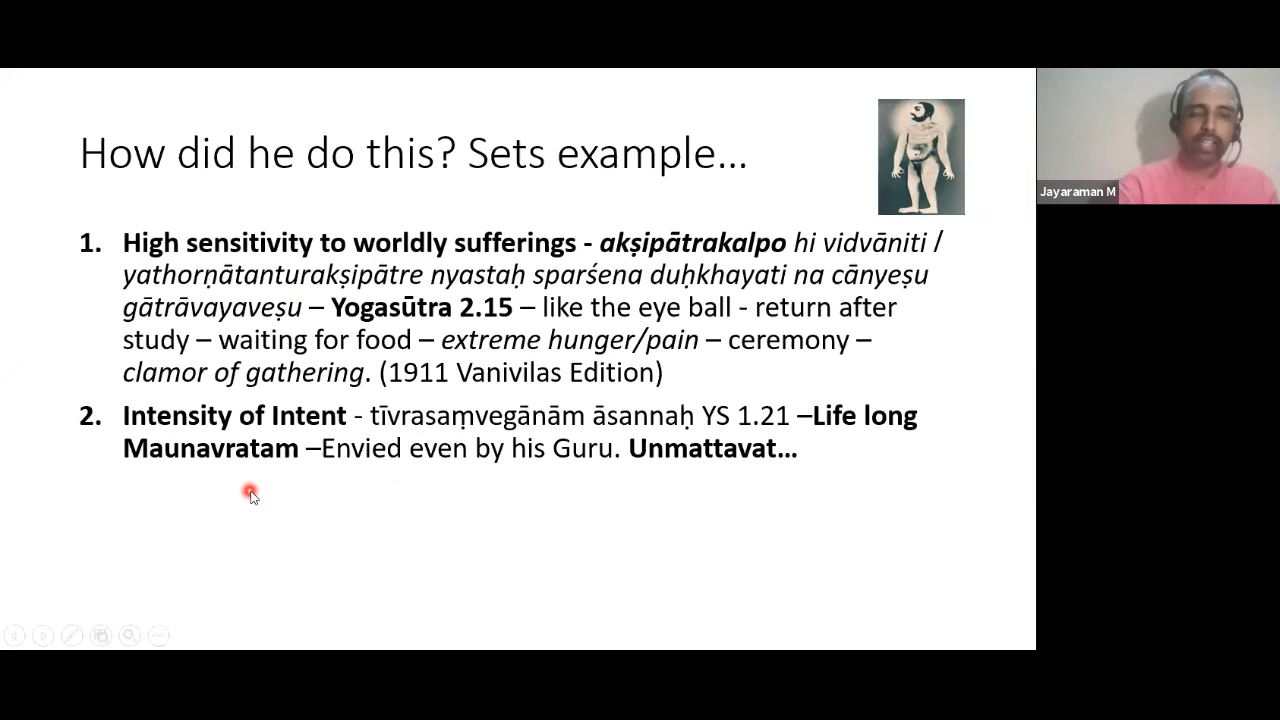 How did he do this? Sets example…
Jayaraman M
1. High sensitivity to worldly sufferings - akṣipātrakalpo hi vidvāniti /
yathorṇātanturakṣipātre nyastaḥ sparśena duḥkhayati na cānyeṣu
gātrāvayaveṣu – Yogasūtra 2.15 – like the eye ball - return after
study – waiting for food – extreme hunger/pain – ceremony –
clamor of gathering. (1911 Vanivilas Edition)
2. Intensity of Intent - tīvrasaṃvegānām āsannaḥ YS 1.21 –Life long
Maunavratam –Envied even by his Guru. Unmattavat…